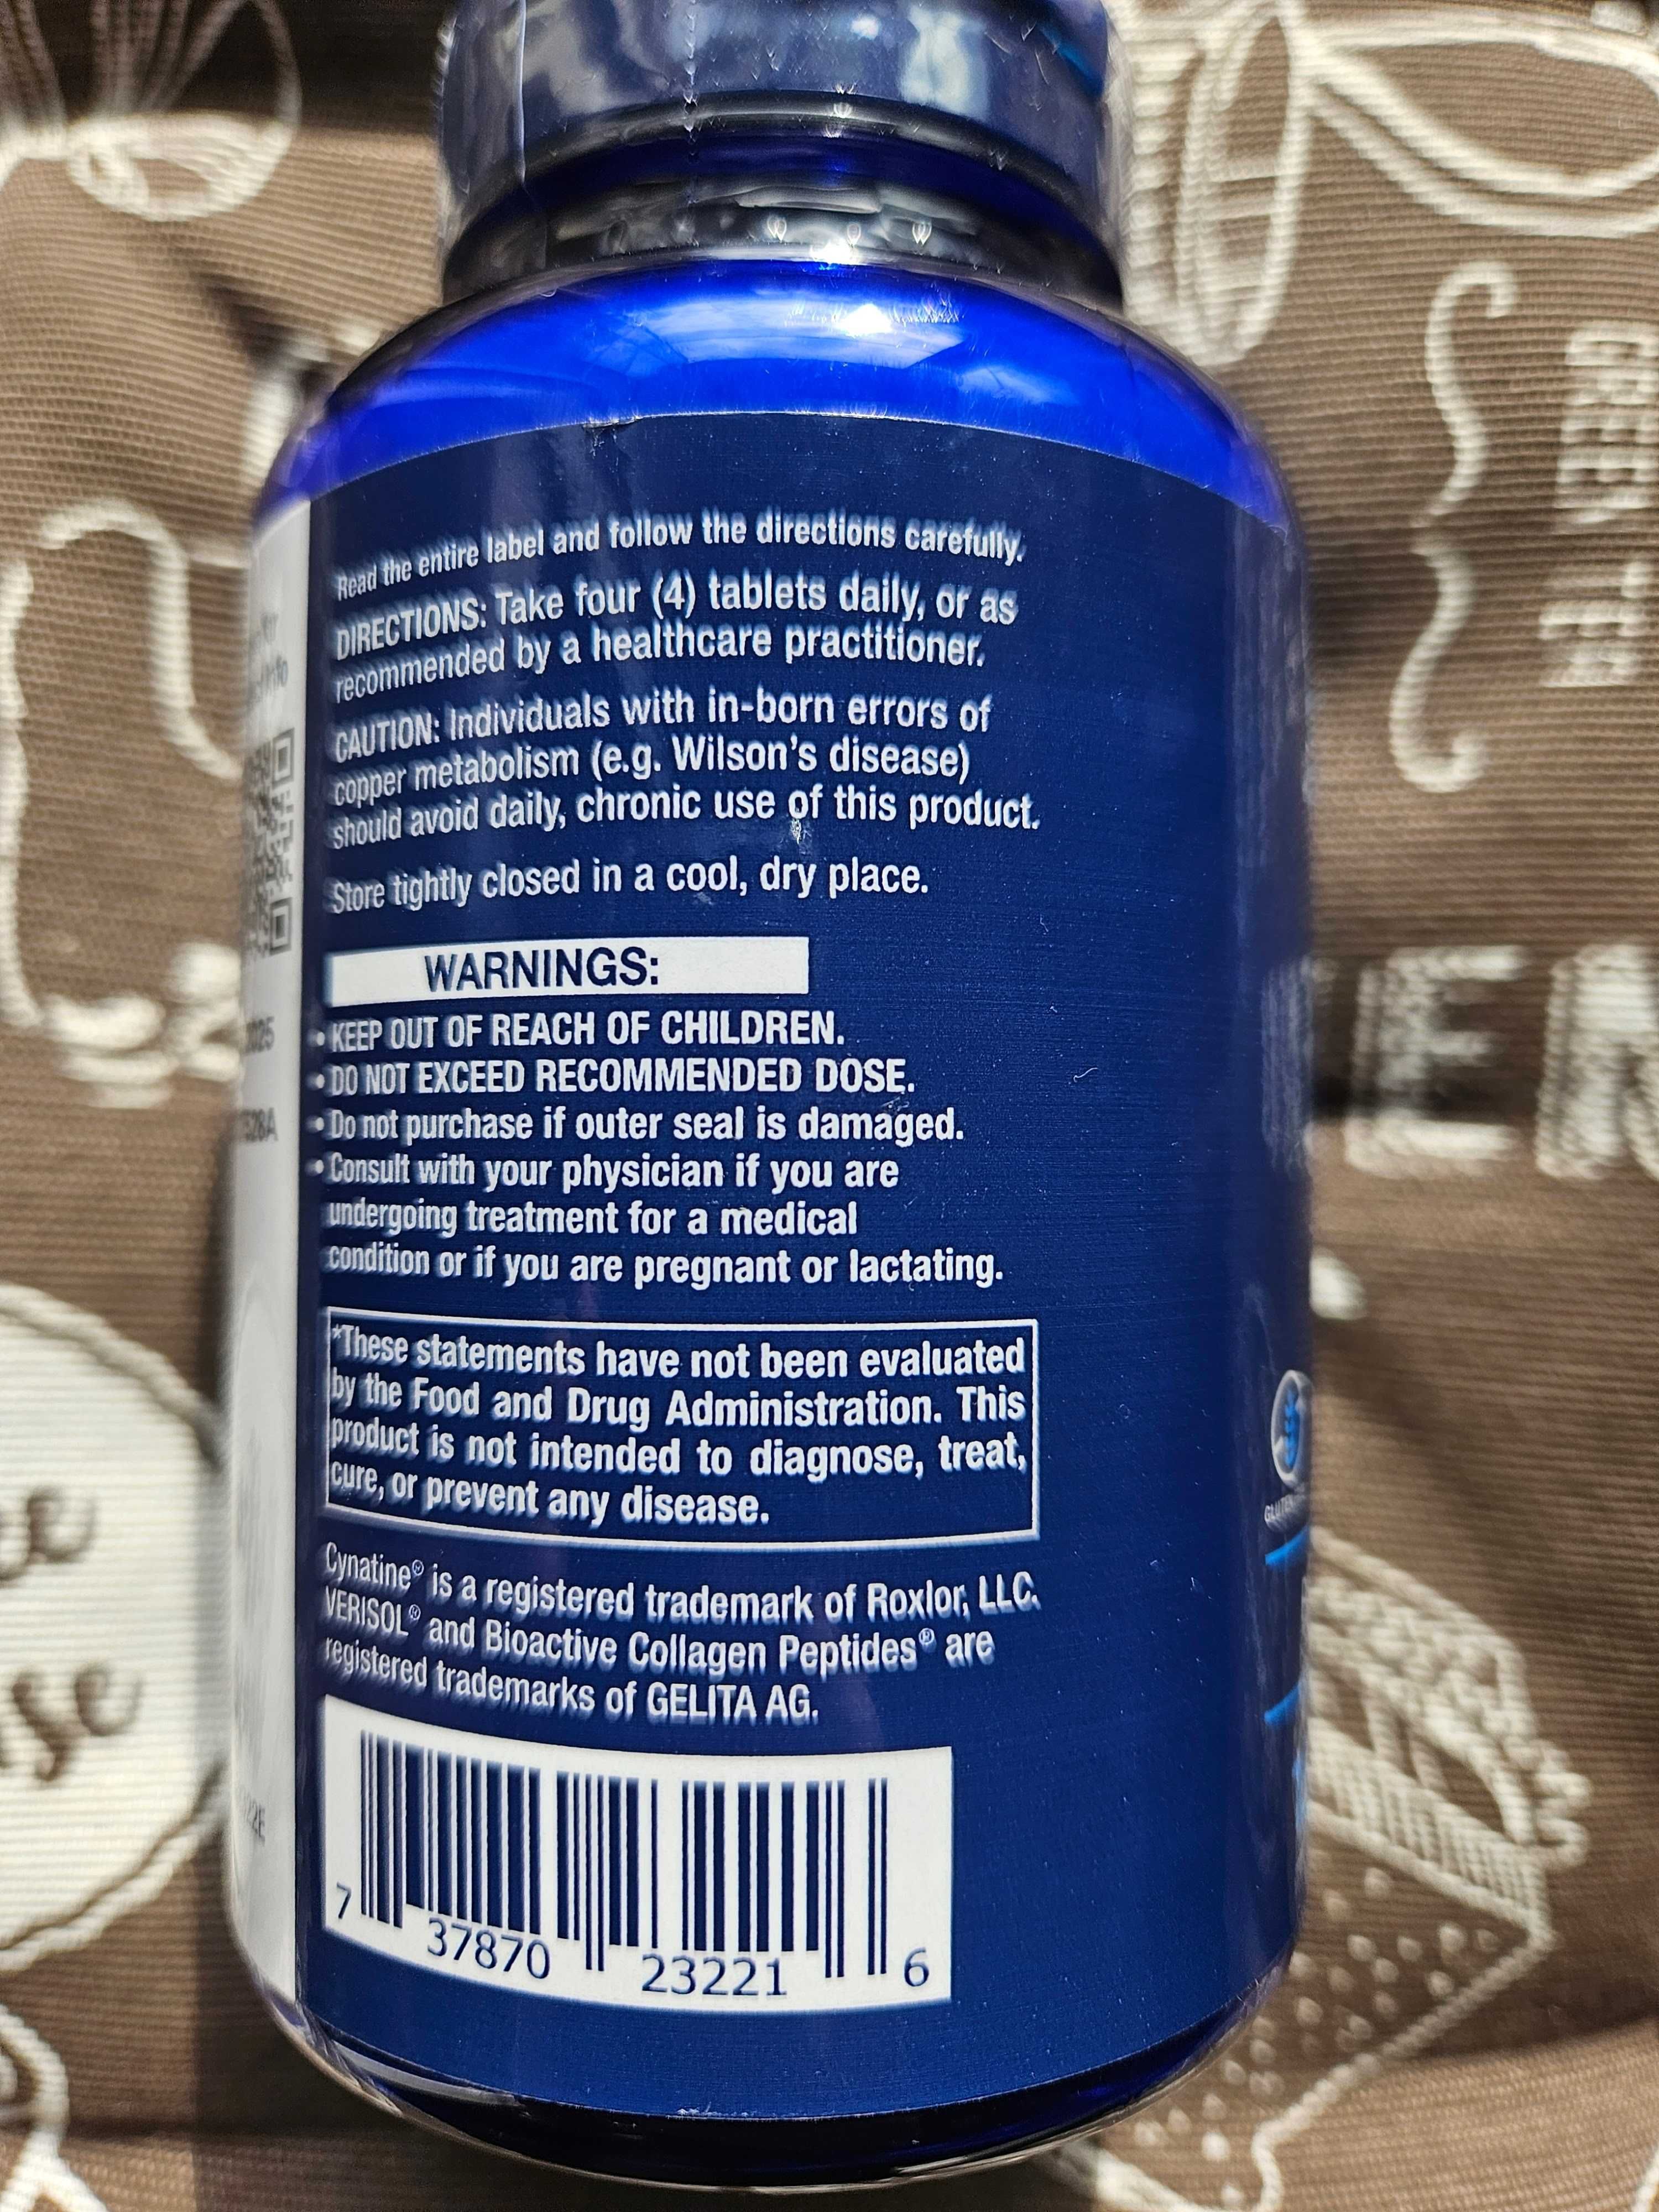 Read the entire label and follow the directions carefully.
DIRECTIONS: Take four (4) tablets daily, or as
recommended by a healthcare practitioner.
CAUTION: Individuals with in-born errors of
copper metabolism (e.g. Wilson's disease)
should avoid daily, chronic use of this product.
Store tightly closed in a cool, dry place.
WARNINGS:
• KEEP OUT OF REACH OF CHILDREN.
• DO NOT EXCEED RECOMMENDED DOSE.
• Do not purchase if outer seal is damaged.
• Consult with your physician if you are
undergoing treatment for a medical
condition or if you are pregnant or lactating.
*These statements have not been evaluated
by the Food and Drug Administration. This
product is not intended to diagnose, treat,
cure, or prevent any disease.
Cynatine® is a registered trademark of Roxlor, LLC.
VERISOL® and Bioactive Collagen Peptides® are
registered trademarks of GELITA AG.
7 37870 23221 6